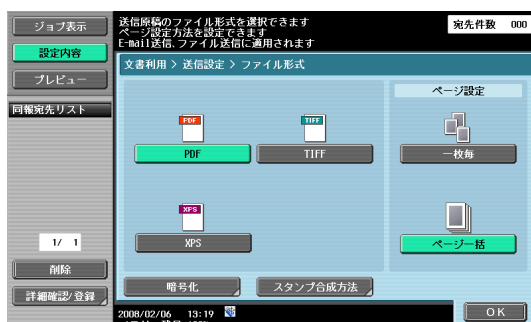 ジョブ表示
送信原稿のファイル形式を選択できます
ページ設定方法を設定できます
E-mail送信、ファイル送信に適用されます
宛先件数 000
設定内容
文書利用 > 送信設定 > ファイル形式
プレビュー
同報宛先リスト
ページ設定
PDF
TIFF
PDF
TIFF
一枚毎
XPS
XPS
ページ一括
1/ 1
削除
暗号化
スタンプ合成方法
詳細確認/登録
2008/02/06 13:19
OK